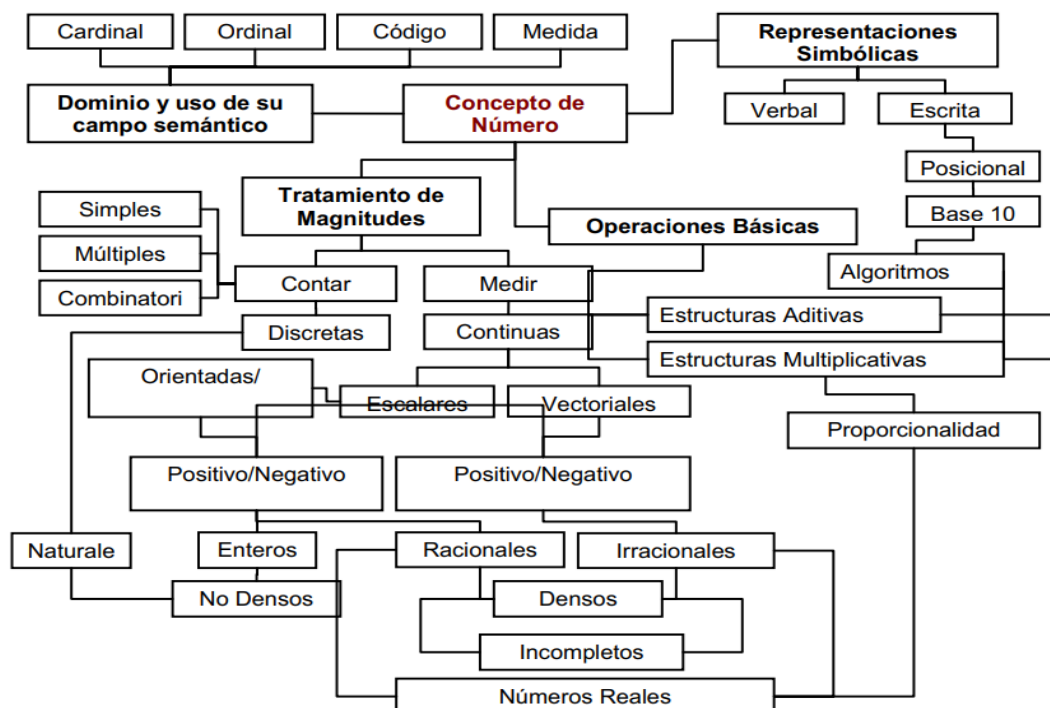 Cardinal
Ordinal
Código
Medida
Representaciones
Simbólicas
Dominio y uso de su
campo semántico
Concepto de
Número
Verbal
Escrita
Posicional
Tratamiento de
Magnitudes
Simples
Operaciones Básicas
Base 10
Múltiples
Contar
Medir
Algoritmos
Combinatori
Discretas
Continuas
Estructuras Aditivas
Estructuras Multiplicativas
Orientadas/
Escalares
Vectoriales
Proporcionalidad
Positivo/Negativo
Positivo/Negativo
Naturale
Enteros
Racionales
Irracionales
No Densos
Densos
Incompletos
Números Reales